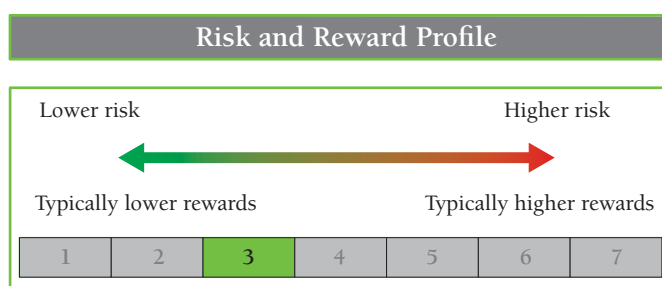 Risk and Reward Profile
Lower risk Higher risk
Typically lower rewards Typically higher rewards
1 2 3 4 5 6 7